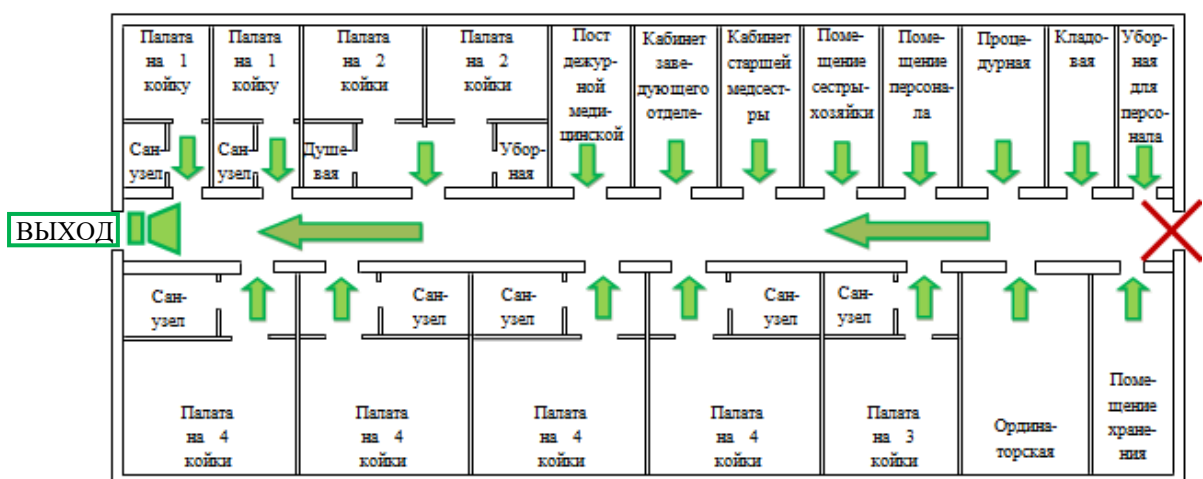 Палата
на 1
койку
Палата
на 1
койку
Палата
на 2
койки
Палата
на 2
койки
Пост
дежур-
ной
меди-
цинской
Кабинет
заве-
дующего
отделе-
Кабинет
старшей
медсест-
ры
Поме-
щение
сестры-
хозяйки
Поме-
щение
персона-
ла
Проце-
дурная
Кладо-
вая
Убор-
ная
для
персо-
нала
Сан-
узел
Сан-
узел
Душе-
вая
Убор-
ная
ВЫХОД
Сан-
узел
Сан-
узел
Сан-
узел
Сан-
узел
Сан-
узел
Палата
на 4
койки
Палата
на 4
койки
Палата
на 4
койки
Палата
на 4
койки
Палата
на 3
койки
Ордина-
торская
Поме-
щение
хране-
ния